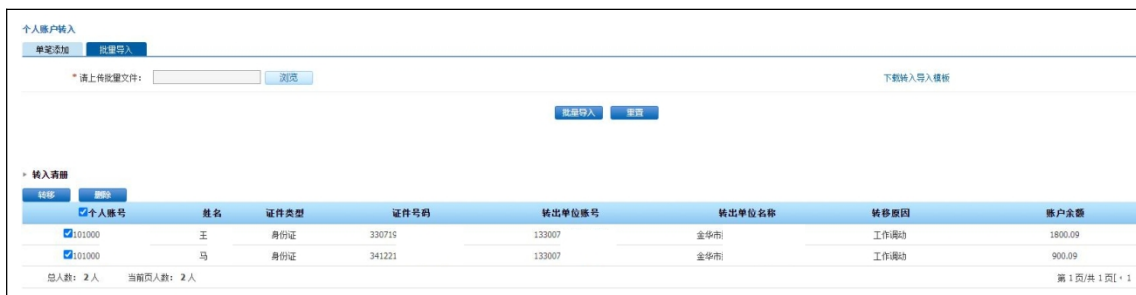 个人账户转入
单笔添加 批量导入
* 请上传批量文件： 浏览 下载转入导入模板
批量导入 重置
转入清册
转移 删除
个人账号 姓名 证件类型 证件号码 转出单位账号 转出单位名称 转移原因 账户余额
101000 王 身份证 330719 133007 金华市 工作调动 1800.09
101000 马 身份证 341221 133007 金华市 工作调动 900.09
总人数： 2 人 当前页人数： 2 人 第 1 页/共 1 页[ ‹ 1